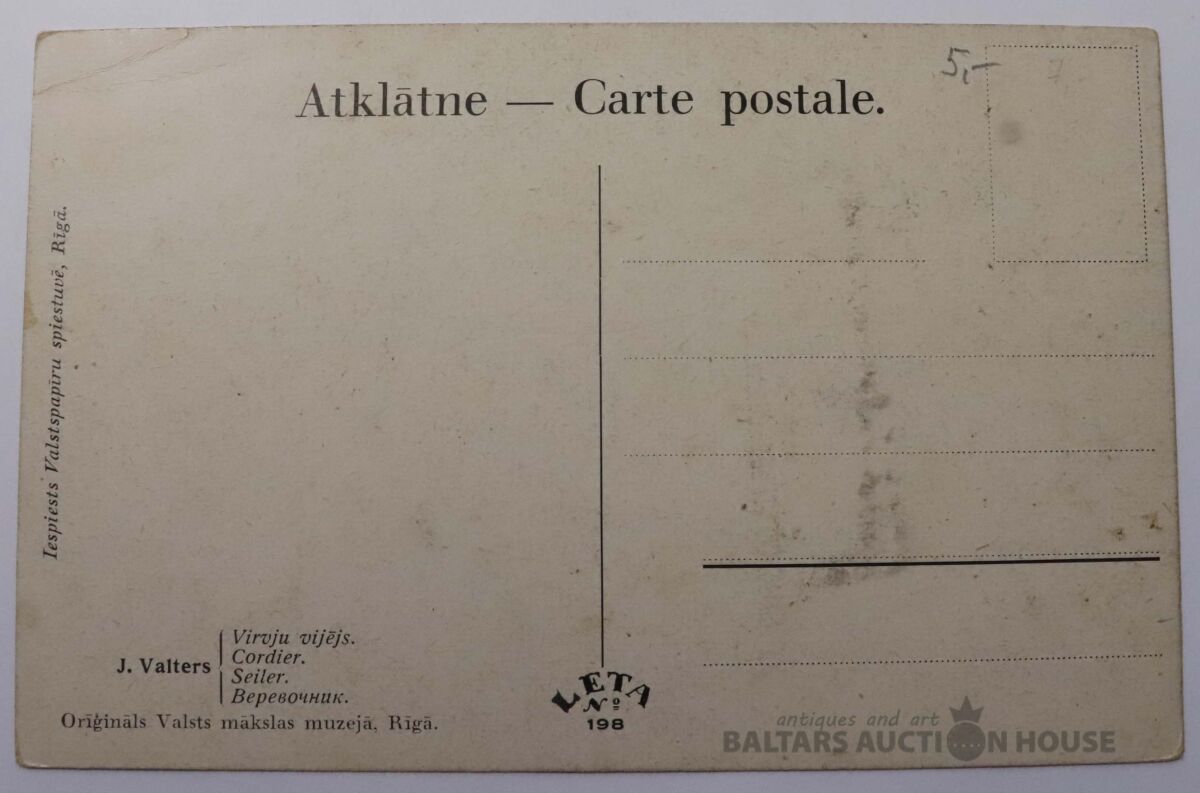 5,–
Atklātne — Carte postale.
Iespiests Valstspapīru spiestuvē, Rīgā.
J. Valters
Virvju vijējs.
Cordier.
Seiler.
Веревочник.
Orīģināls Valsts mākslas muzejā, Rīgā.
LETA
№
198
antiques and art
BALTARS AUCTION HOUSE